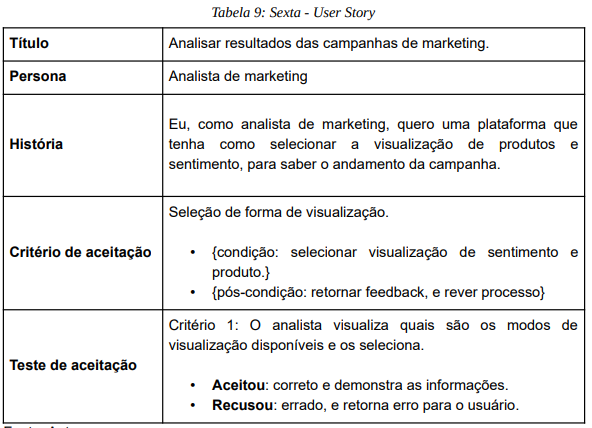 Tabela 9: Sexta - User Story
Título
Analisar resultados das campanhas de marketing.
Persona
Analista de marketing
História
Eu, como analista de marketing, quero uma plataforma que
tenha como selecionar a visualização de produtos e
sentimento, para saber o andamento da campanha.
Critério de aceitação
Seleção de forma de visualização.
• {condição: selecionar visualização de sentimento e
produto.}
• {pós-condição: retornar feedback, e rever processo}
Teste de aceitação
Critério 1: O analista visualiza quais são os modos de
visualização disponíveis e os seleciona.
• Aceitou: correto e demonstra as informações.
• Recusou: errado, e retorna erro para o usuário.